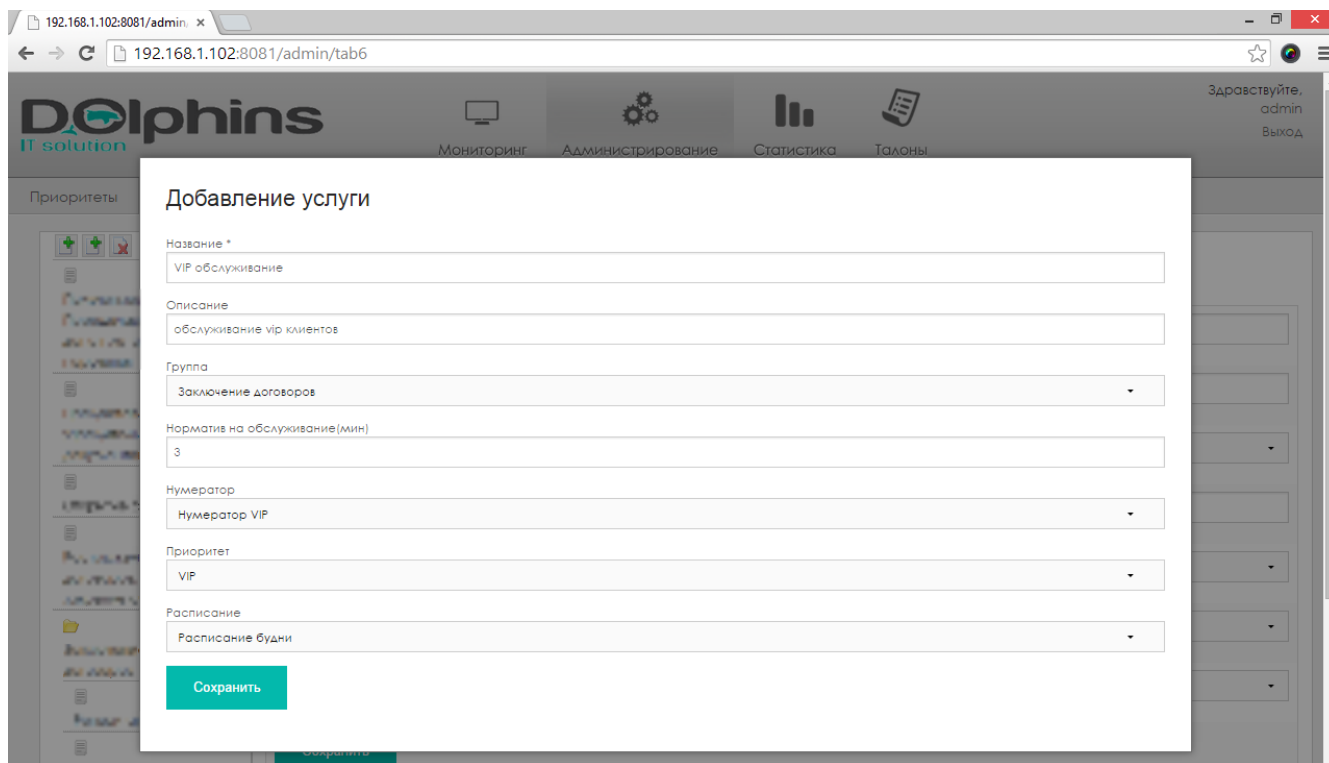 192.168.1.102:8081/admin/
192.168.1.102:8081/admin/tab6
Dolphins
IT solution
Мониторинг
Администрирование
Статистика
Талоны
Здравствуйте,
admin
Выход
Приоритеты
Добавление услуги
Название *
VIP обслуживание
Описание
обслуживание vip клиентов
Группа
Заключение договоров
Норматив на обслуживание(мин)
3
Нумератор
Нумератор VIP
Приоритет
VIP
Расписание
Расписание будни
Сохранить
Сохранить